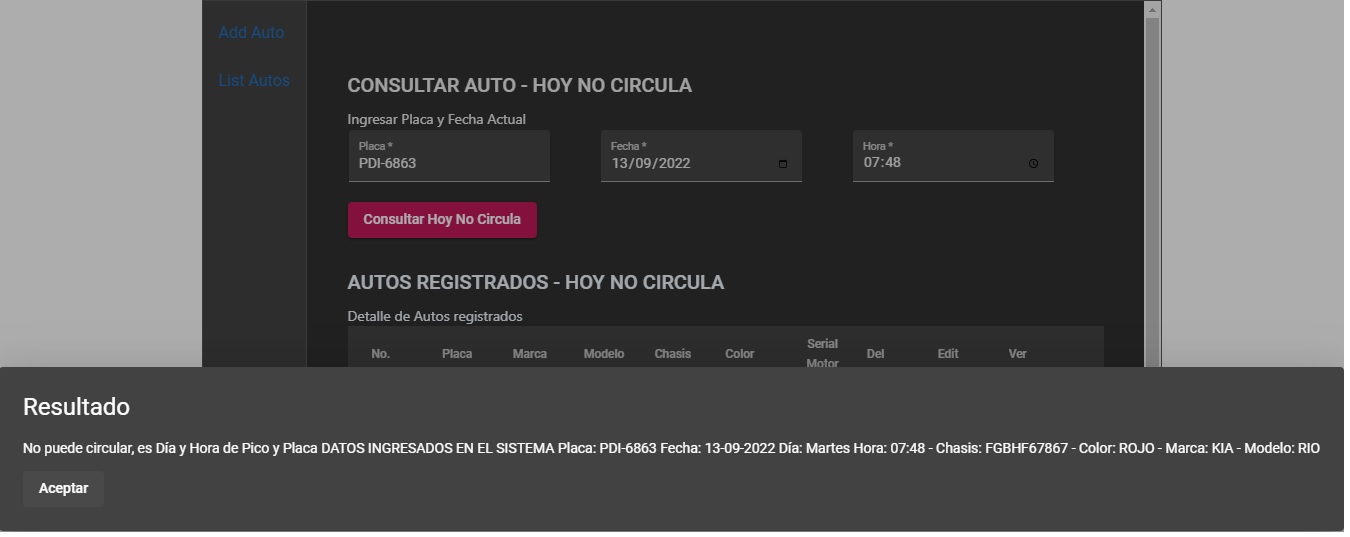 Add Auto
List Autos
CONSULTAR AUTO - HOY NO CIRCULA
Ingresar Placa y Fecha Actual
Placa * Fecha * Hora *
PDI-6863 13/09/2022 07:48
Consultar Hoy No Circula
AUTOS REGISTRADOS - HOY NO CIRCULA
Detalle de Autos registrados
No. Placa Marca Modelo Chasis Color Serial Motor Del Edit Ver
Resultado
No puede circular, es Día y Hora de Pico y Placa DATOS INGRESADOS EN EL SISTEMA Placa: PDI-6863 Fecha: 13-09-2022 Día: Martes Hora: 07:48 - Chasis: FGBHF67867 - Color: ROJO - Marca: KIA - Modelo: RIO
Aceptar